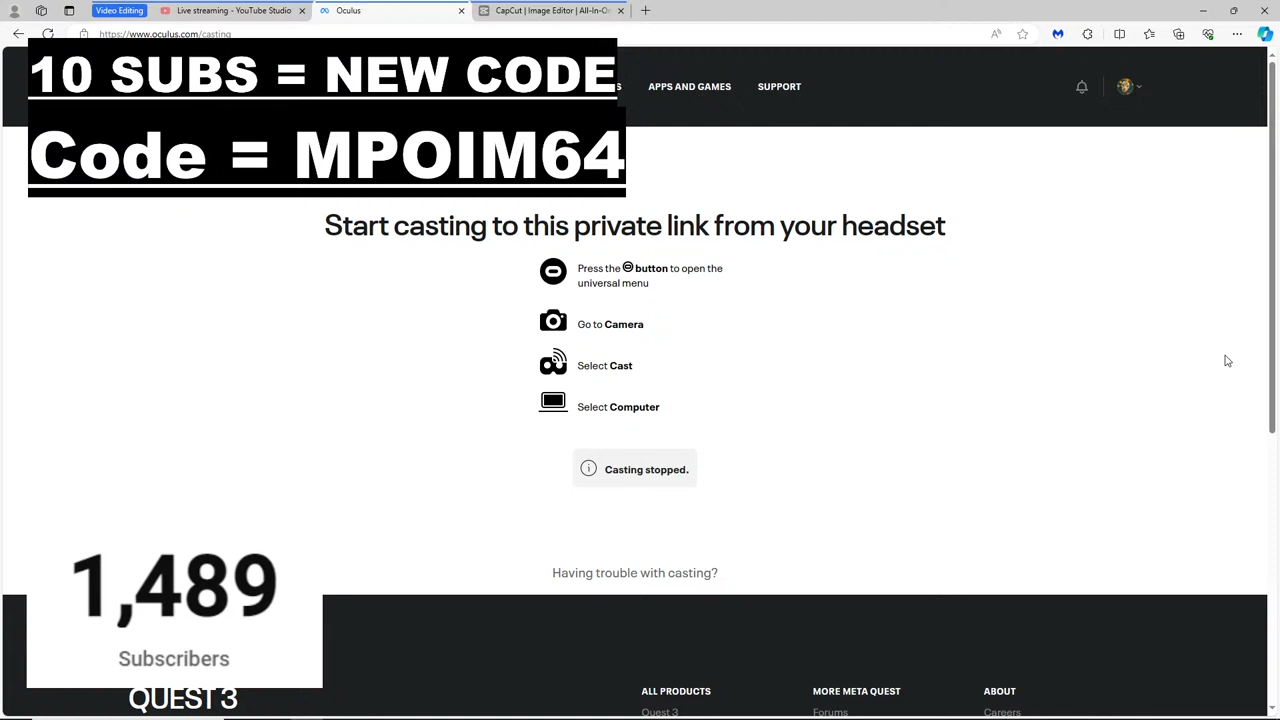 Video Editing
Live streaming - YouTube Studio
Oculus
CapCut | Image Editor | All-In-On
https://www.oculus.com/casting
10 SUBS = NEW CODE
Code = MPOIM64
APPS AND GAMES
SUPPORT
Start casting to this private link from your headset
Press the button to open the
universal menu
Go to Camera
Select Cast
Select Computer
Casting stopped.
Having trouble with casting?
1,489
Subscribers
QUEST 3
ALL PRODUCTS
MORE META QUEST
ABOUT
Quest 3
Forums
Careers